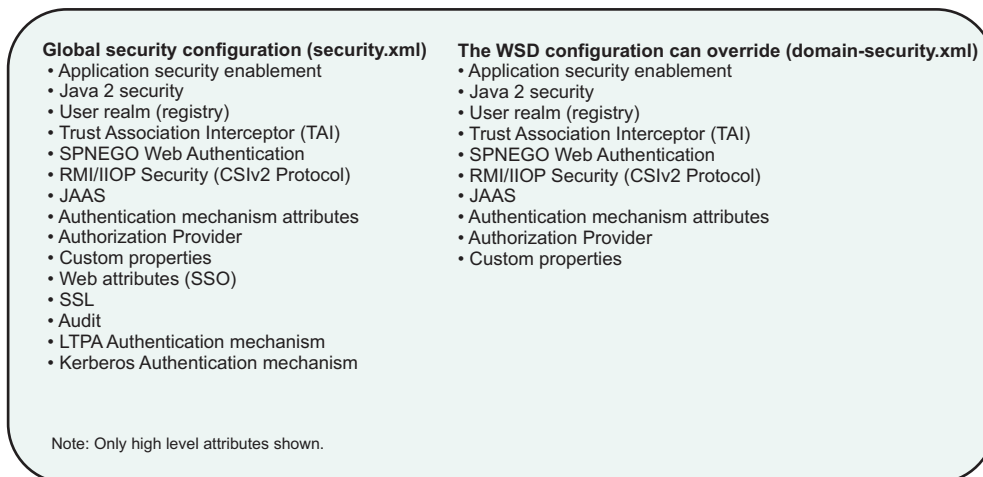 Global security configuration (security.xml)
• Application security enablement
• Java 2 security
• User realm (registry)
• Trust Association Interceptor (TAI)
• SPNEGO Web Authentication
• RMI/IIOP Security (CSIv2 Protocol)
• JAAS
• Authentication mechanism attributes
• Authorization Provider
• Custom properties
• Web attributes (SSO)
• SSL
• Audit
• LTPA Authentication mechanism
• Kerberos Authentication mechanism
The WSD configuration can override (domain-security.xml)
• Application security enablement
• Java 2 security
• User realm (registry)
• Trust Association Interceptor (TAI)
• SPNEGO Web Authentication
• RMI/IIOP Security (CSIv2 Protocol)
• JAAS
• Authentication mechanism attributes
• Authorization Provider
• Custom properties
Note: Only high level attributes shown.